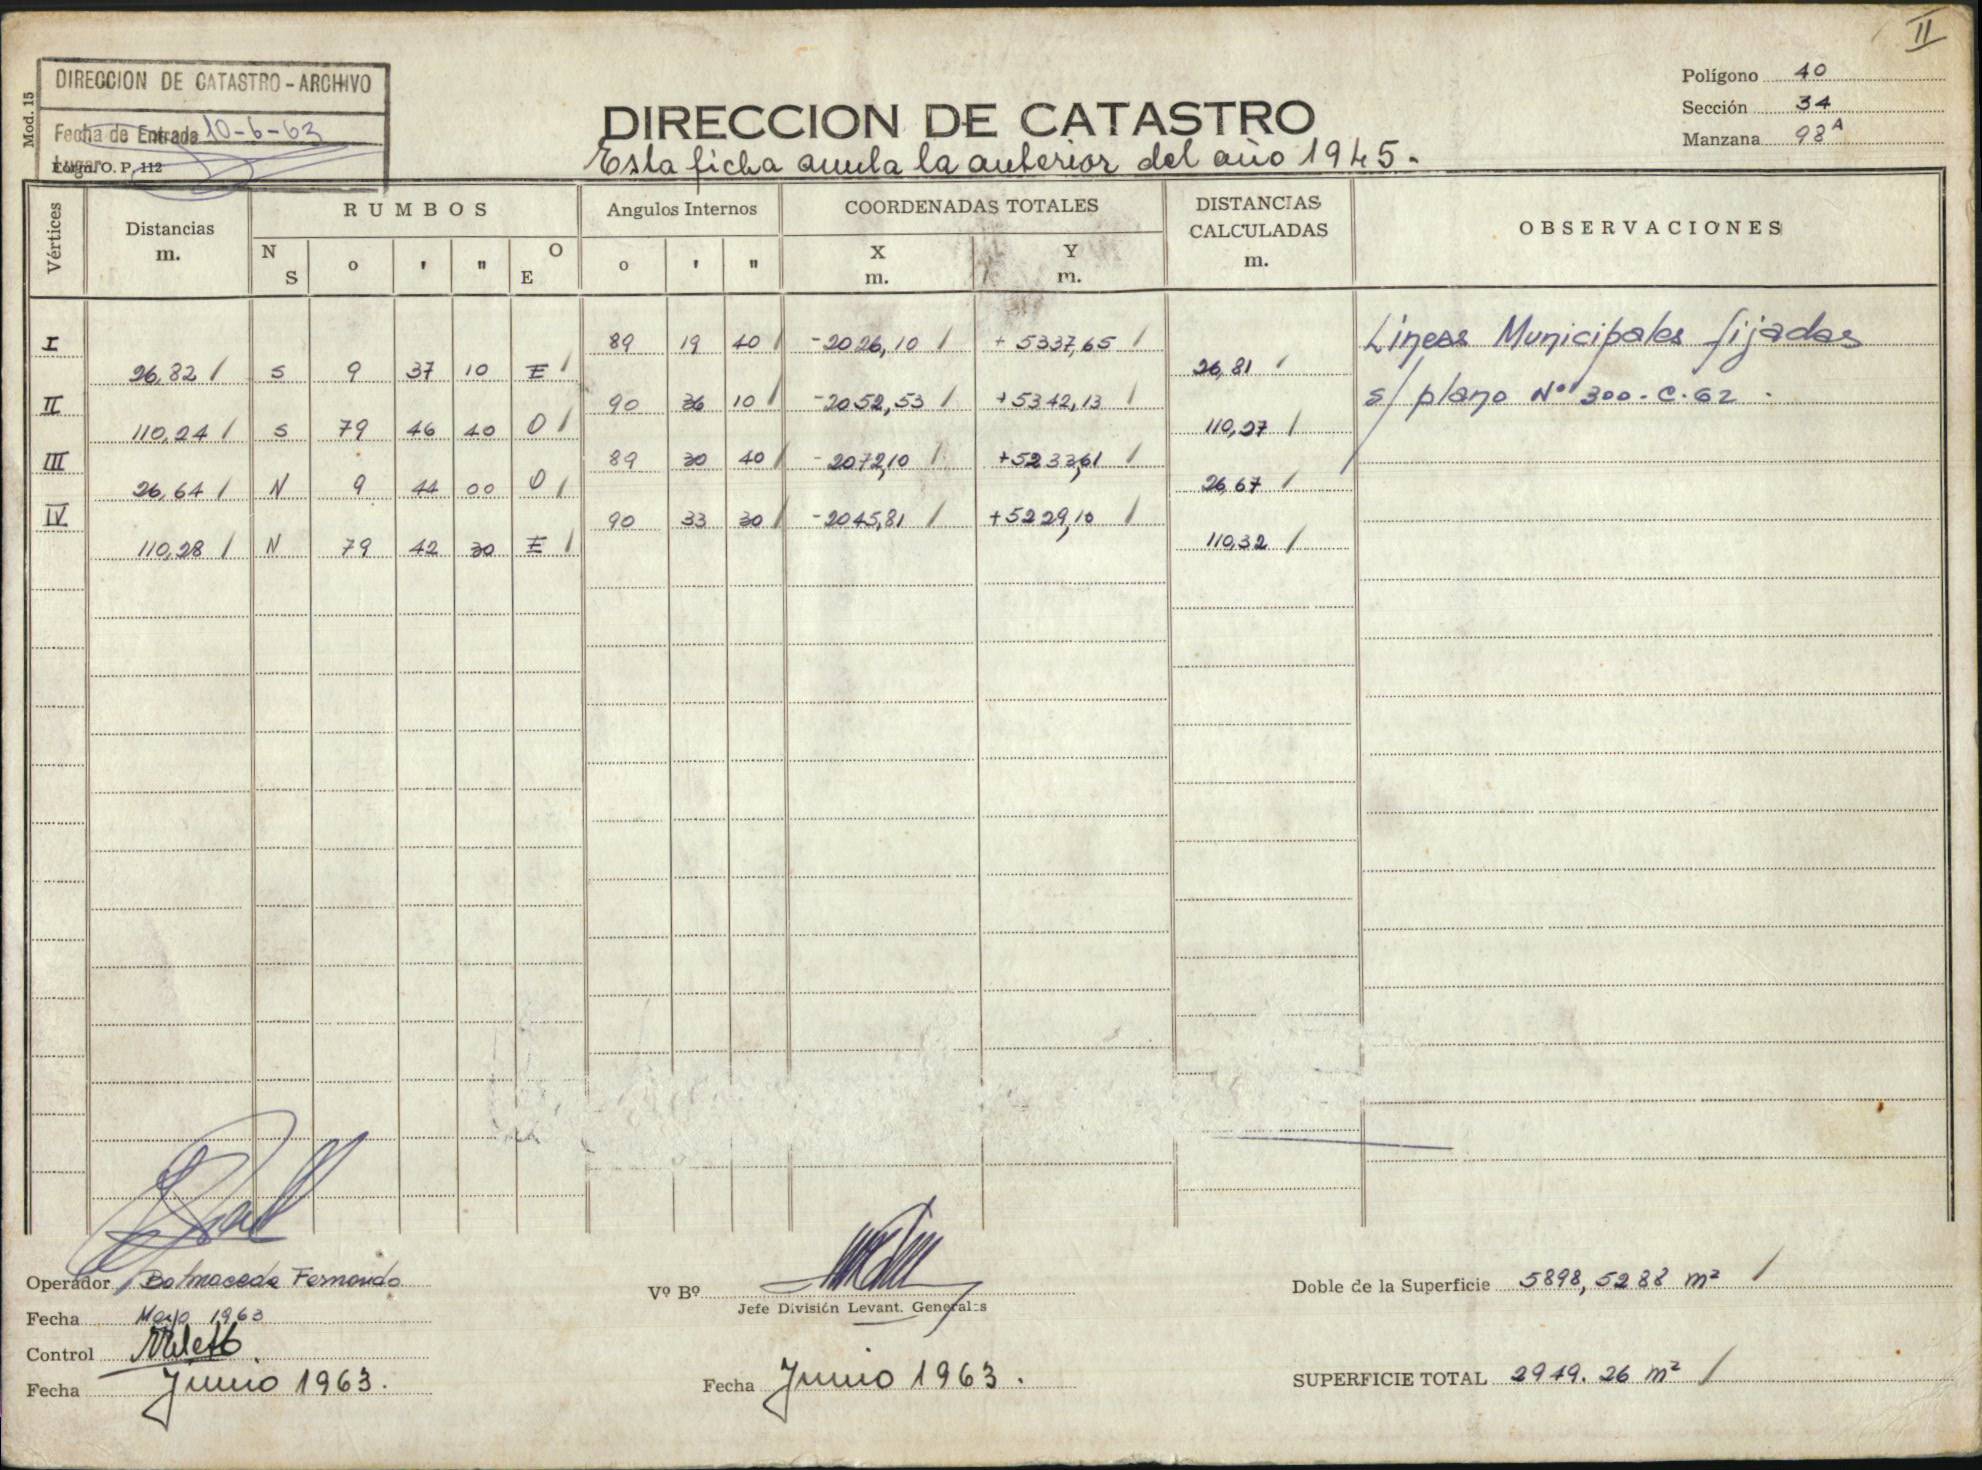 II
DIRECCION DE CATASTRO - ARCHIVO
Fecha de Entrada 10-6-63
Lugar
O. P. 112
Mod. 15
DIRECCION DE CATASTRO
Esta ficha anula la anterior del año 1945.
Polígono 40
Sección 34
Manzana 98ᴬ
Vértices
Distancias m.
RUMBOS
N S o ' " O E
Angulos Internos
o ' "
COORDENADAS TOTALES
X m. Y m.
DISTANCIAS CALCULADAS m.
OBSERVACIONES
I 89 19 40 / -2026,10 / + 5337,65 /
26,82 / S 9 37 10 E / 26,81 /
II 90 36 10 / -2052,53 / +5342,13 /
110,24 / S 79 46 40 O / 110,27 /
III 89 30 40 / -2072,10 / +5233,61 /
26,64 / N 9 44 00 O / 26,67 /
IV 90 33 30 / -2045,81 / +5229,10 /
110,28 / N 79 42 30 E / 110,32 /
Lineas Municipales fijadas
s/ plano Nº 300-C-62.
Operador Balmaceda Fernando
Fecha Mayo 1963
Control
Fecha Junio 1963.
Vº Bº
Jefe División Levant. Generales
Fecha Junio 1963.
Doble de la Superficie 5898,5288 m² /
SUPERFICIE TOTAL 2949.26 m² /